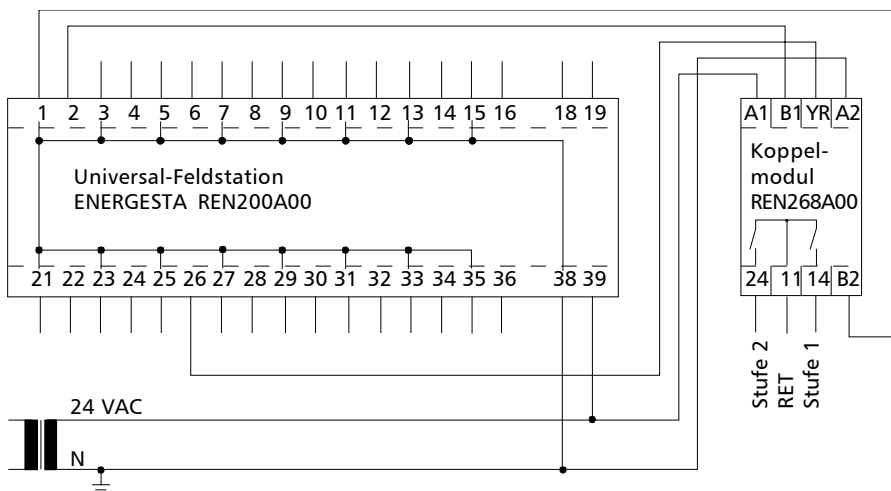 1 2 3 4 5 6 7 8 9 10 11 12 13 14 15 16 18 19
A1 B1 YR A2
Universal-Feldstation
ENERGESTA REN200A00
Koppel-
modul
REN268A00
21 22 23 24 25 26 27 28 29 30 31 32 33 34 35 36 38 39
24 11 14 B2
Stufe 2
RET
Stufe 1
24 VAC
N